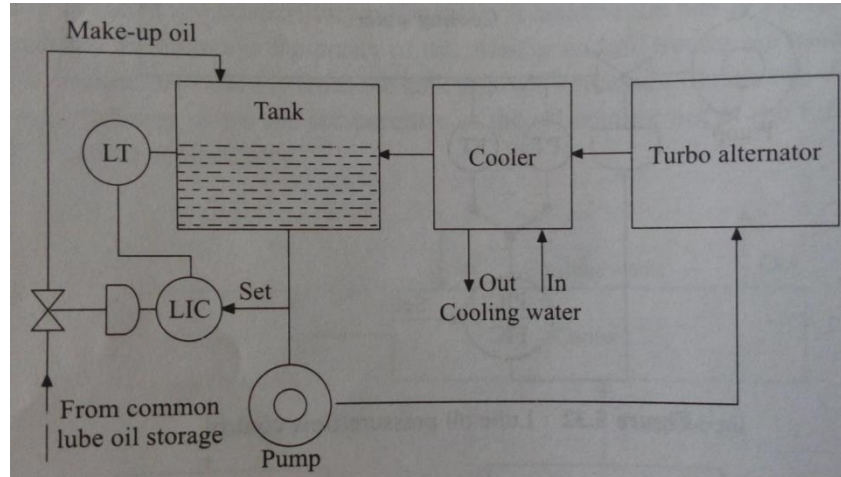 Make-up oil
Tank
LT
Cooler
Turbo alternator
Set
LIC
Out
In
Cooling water
From common
lube oil storage
Pump